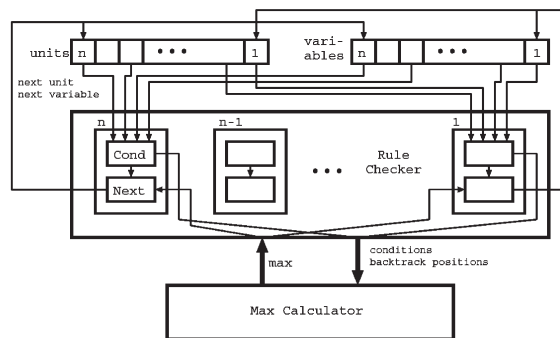 units n 1
vari-
ables n 1
next unit
next variable
n n-1 1
Cond
Next
Rule
Checker
max
conditions
backtrack positions
Max Calculator